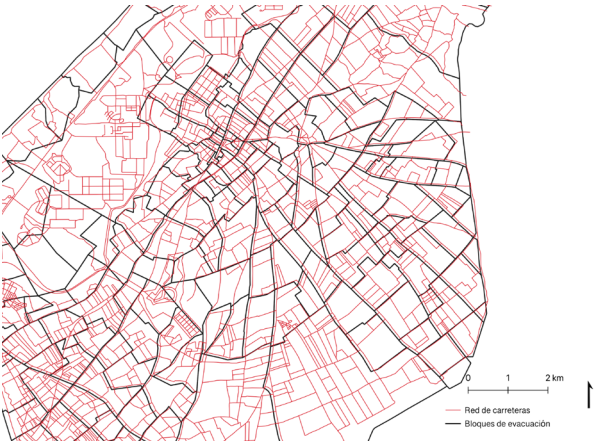 0 1 2 km
Red de carreteras
Bloques de evacuación